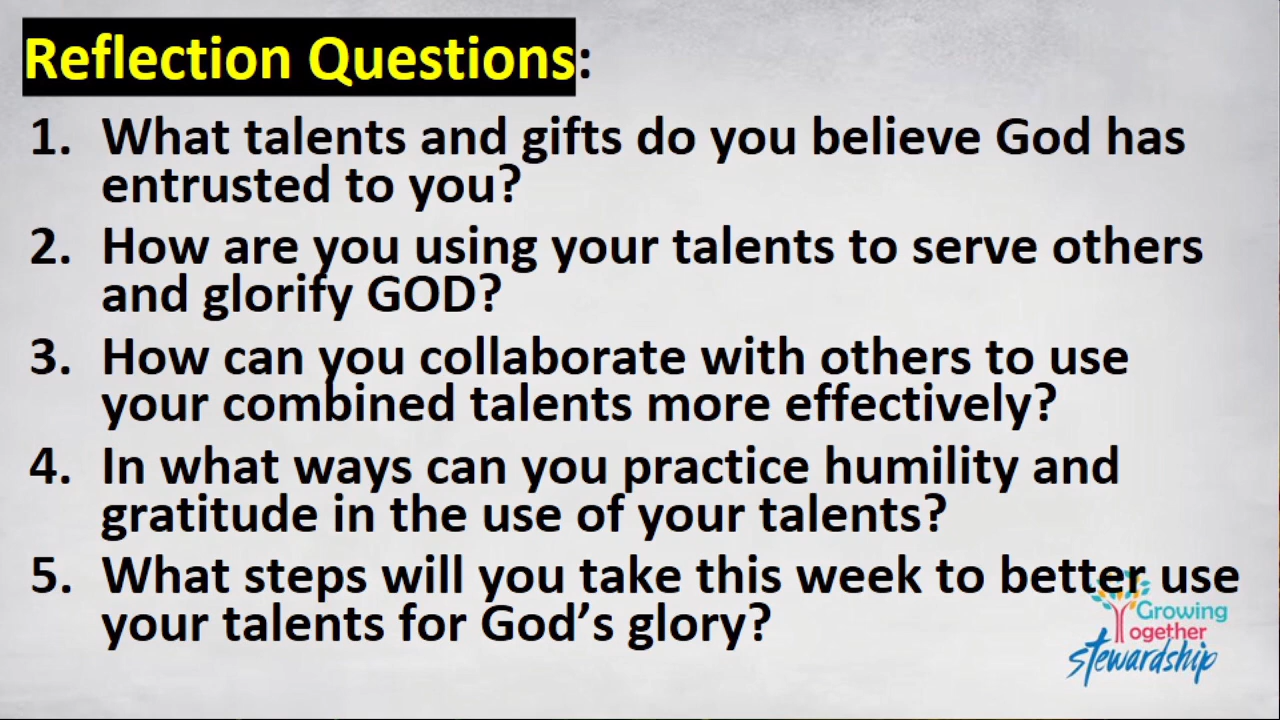 Reflection Questions:
1. What talents and gifts do you believe God has
entrusted to you?
2. How are you using your talents to serve others
and glorify GOD?
3. How can you collaborate with others to use
your combined talents more effectively?
4. In what ways can you practice humility and
gratitude in the use of your talents?
5. What steps will you take this week to better use
your talents for God’s glory?
Growing
Together
stewardship